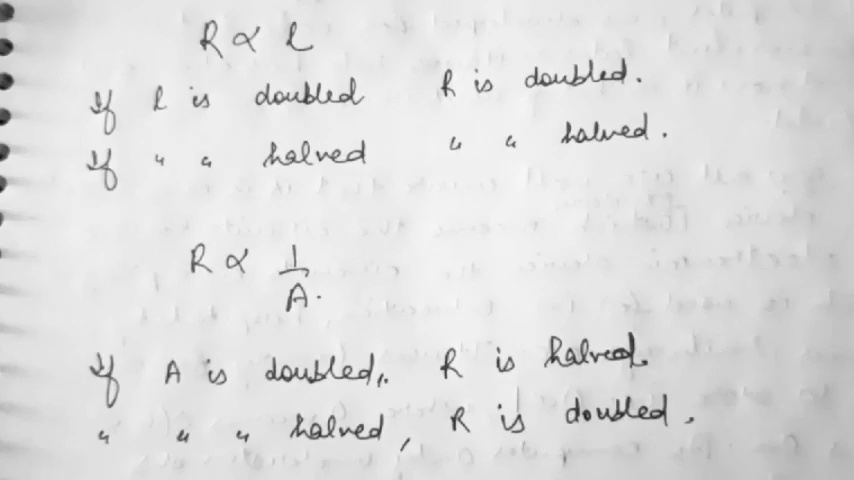 R ∝ l
If l is doubled R is doubled.
If " " halved " " halved.
R ∝ 1/A.
If A is doubled, R is halved.
" " " halved, R is doubled.